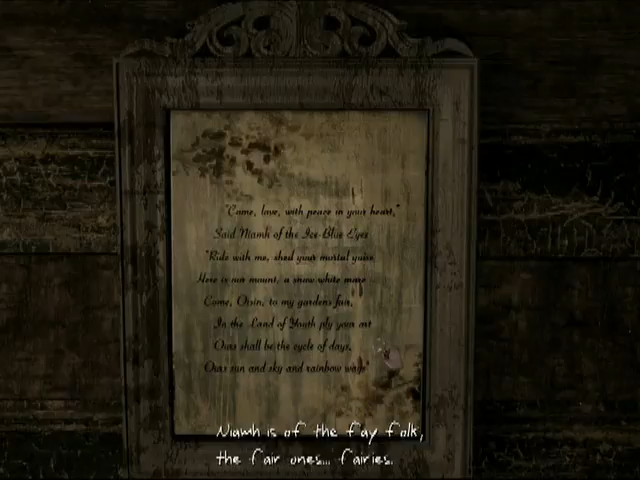 "Come, love, with peace in your heart,"
Said Niamh of the Ice-Blue Eyes
"Ride with me, shed your mortal guise,
Here is our mount, a snow white mare
Come, Oisin, to my gardens fair,
In the Land of Youth ply your art
Ours shall be the cycle of days,
Ours sun and sky and rainbow ways"
Niamh is of the fay folk,
the fair ones... fairies.